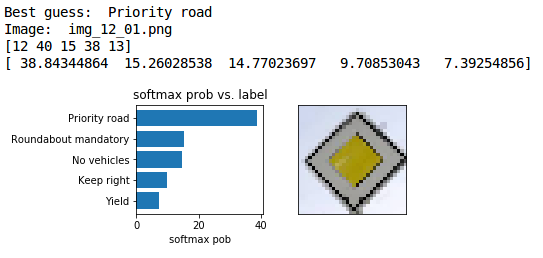 Best guess:  Priority road
Image:  img_12_01.png
[12 40 15 38 13]
[ 38.84344864  15.26028538  14.77023697   9.70853043   7.39254856]
softmax prob vs. label
Priority road
Roundabout mandatory
No vehicles
Keep right
Yield
0 20 40
softmax pob